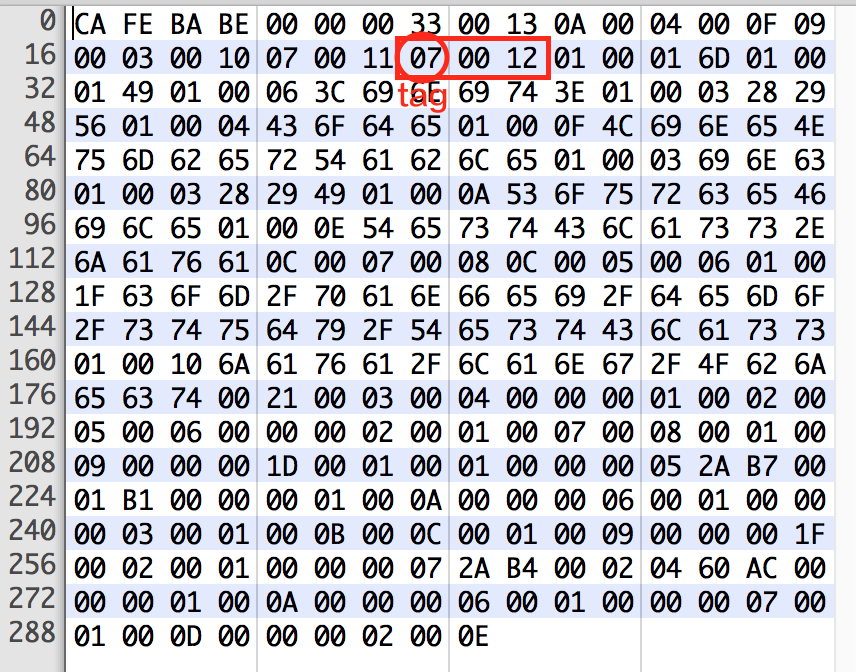 0 CA FE BA BE 00 00 00 33 00 13 0A 00 04 00 0F 09
16 00 03 00 10 07 00 11 07 00 12 01 00 01 6D 01 00
32 01 49 01 00 06 3C 69 6E 69 74 3E 01 00 03 28 29
tag
48 56 01 00 04 43 6F 64 65 01 00 0F 4C 69 6E 65 4E
64 75 6D 62 65 72 54 61 62 6C 65 01 00 03 69 6E 63
80 01 00 03 28 29 49 01 00 0A 53 6F 75 72 63 65 46
96 69 6C 65 01 00 0E 54 65 73 74 43 6C 61 73 73 2E
112 6A 61 76 61 0C 00 07 00 08 0C 00 05 00 06 01 00
128 1F 63 6F 6D 2F 70 61 6E 66 65 69 2F 64 65 6D 6F
144 2F 73 74 75 64 79 2F 54 65 73 74 43 6C 61 73 73
160 01 00 10 6A 61 76 61 2F 6C 61 6E 67 2F 4F 62 6A
176 65 63 74 00 21 00 03 00 04 00 00 00 01 00 02 00
192 05 00 06 00 00 00 02 00 01 00 07 00 08 00 01 00
208 09 00 00 00 1D 00 01 00 01 00 00 00 05 2A B7 00
224 01 B1 00 00 00 01 00 0A 00 00 00 06 00 01 00 00
240 00 03 00 01 00 0B 00 0C 00 01 00 09 00 00 00 1F
256 00 02 00 01 00 00 00 07 2A B4 00 02 04 60 AC 00
272 00 00 01 00 0A 00 00 00 06 00 01 00 00 00 07 00
288 01 00 0D 00 00 00 02 00 0E